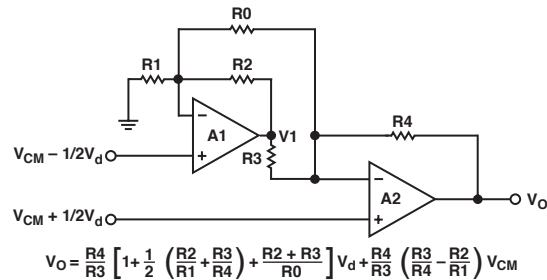 R0
R1
R2
A1
V1
R3
R4
A2
V_CM – 1/2V_d
V_CM + 1/2V_d
V_O
– + – +
V_O = R4/R3 [1+ 1/2 (R2/R1 + R3/R4) + (R2 + R3)/R0] V_d + R4/R3 (R3/R4 – R2/R1) V_CM